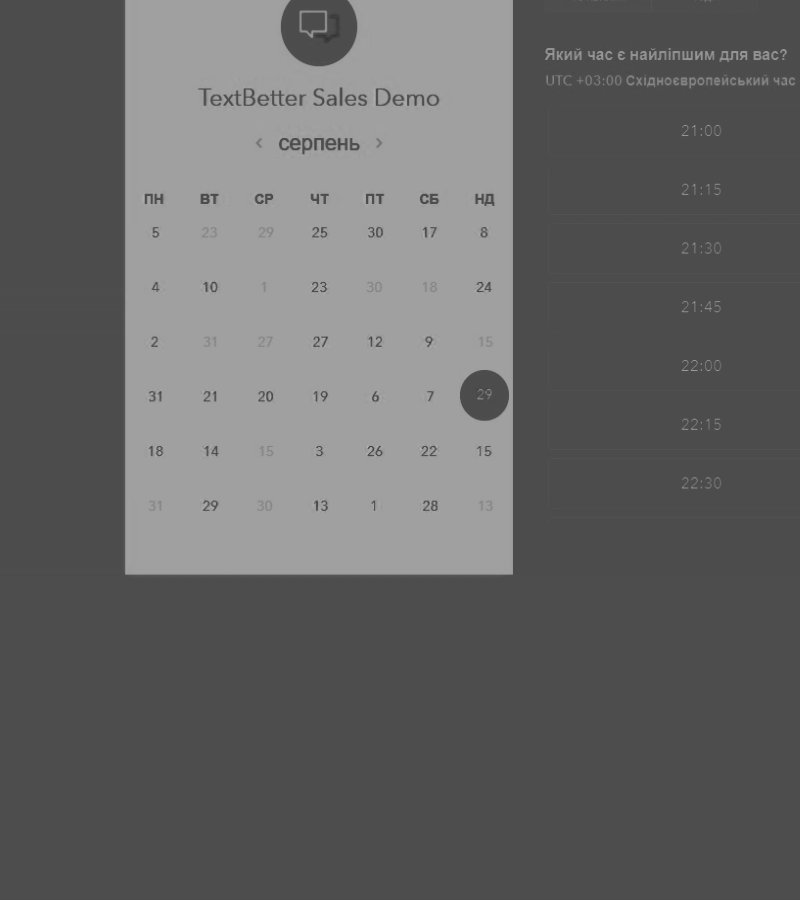 TextBetter Sales Demo
‹ серпень ›
ПН ВТ СР ЧТ ПТ СБ НД
5 23 29 25 30 17 8
4 10 1 23 30 18 24
2 31 27 27 12 9 15
31 21 20 19 6 7 29
18 14 15 3 26 22 15
31 29 30 13 1 28 13
Який час є найліпшим для вас?
UTC +03:00 Східноєвропейський час
21:00
21:15
21:30
21:45
22:00
22:15
22:30